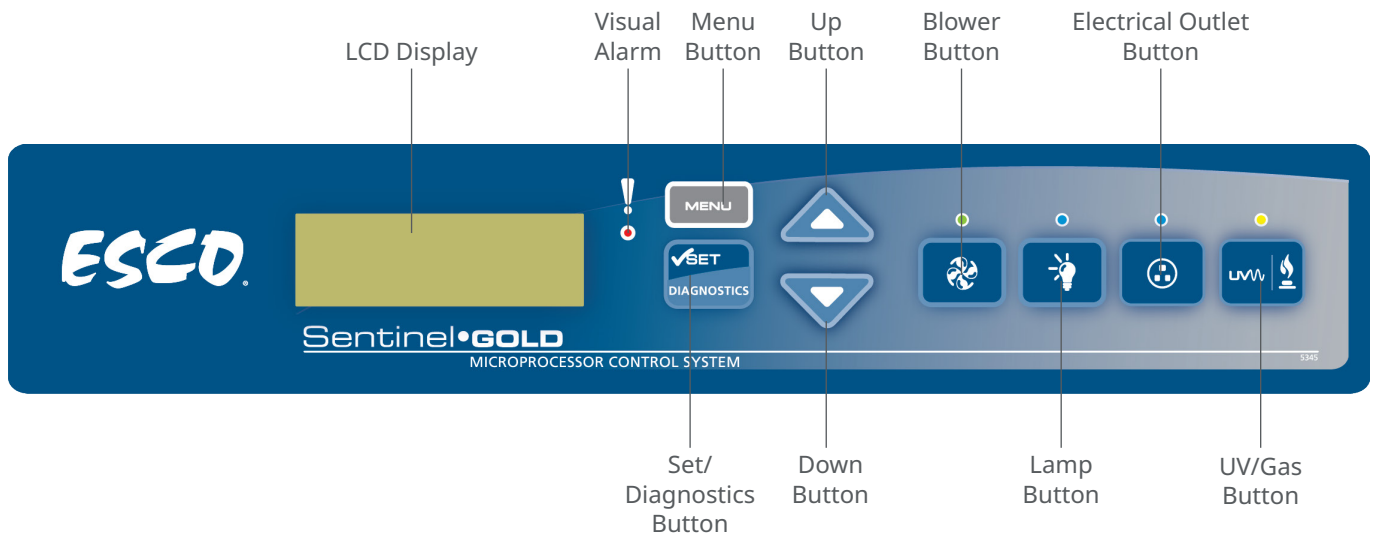 LCD Display
Visual
Alarm
Menu
Button
Up
Button
Blower
Button
Electrical Outlet
Button
ESCO.
!
MENU
✓SET
DIAGNOSTICS
UV
Sentinel•GOLD
MICROPROCESSOR CONTROL SYSTEM
5345
Set/
Diagnostics
Button
Down
Button
Lamp
Button
UV/Gas
Button